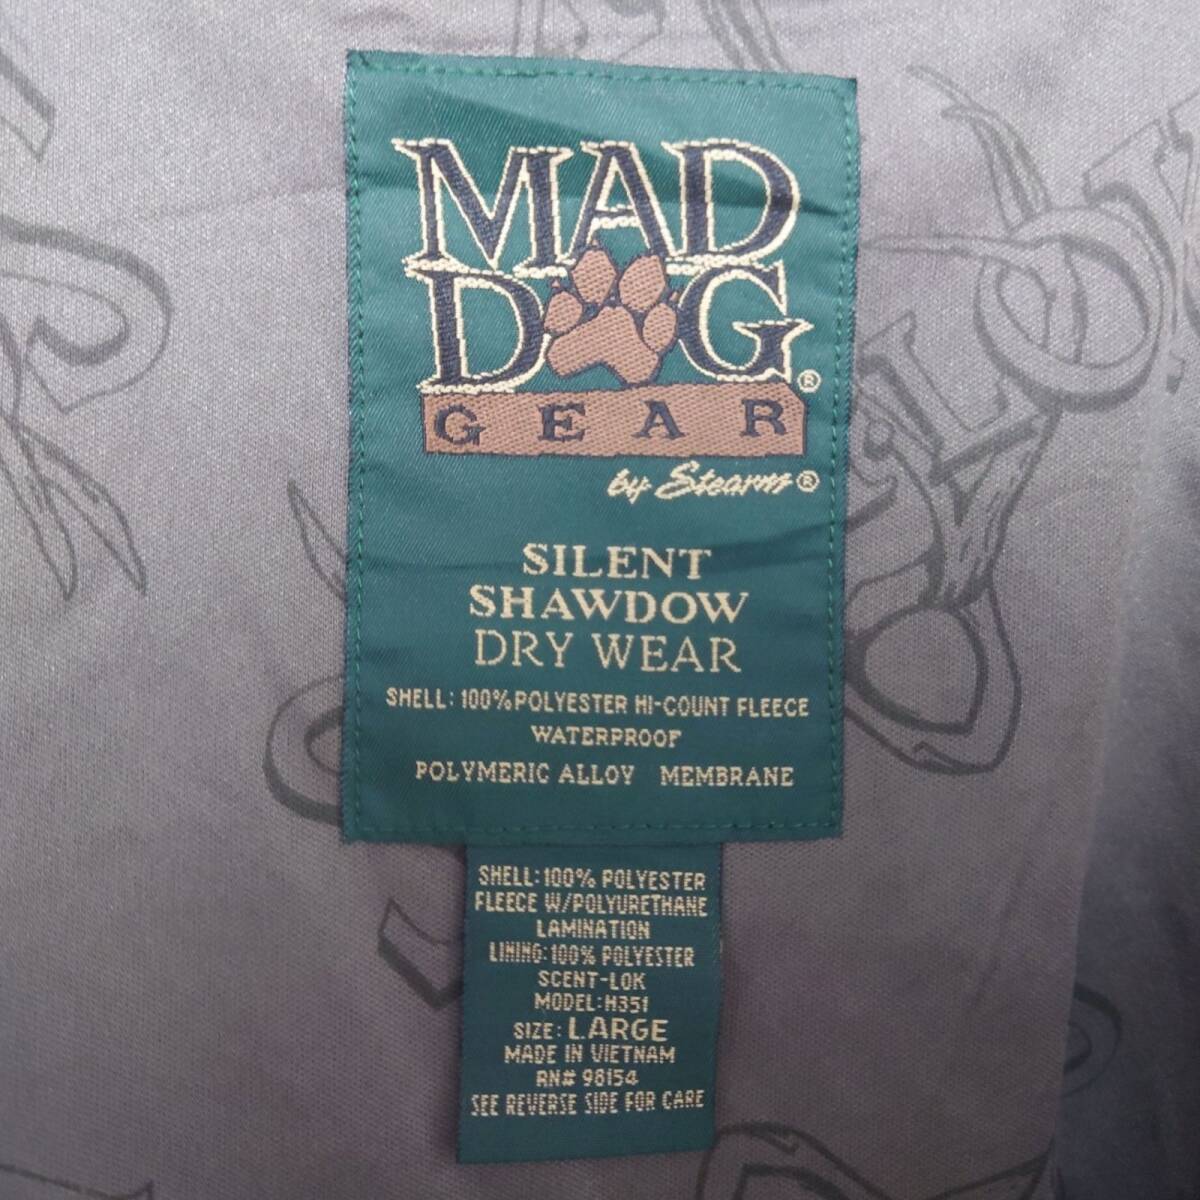 MAD
DOG®
GEAR
by Stearns®
SILENT
SHAWDOW
DRY WEAR
SHELL: 100% POLYESTER HI-COUNT FLEECE
WATERPROOF
POLYMERIC ALLOY MEMBRANE
SHELL: 100% POLYESTER
FLEECE W/POLYURETHANE
LAMINATION
LINING: 100% POLYESTER
SCENT-LOK
MODEL: H351
SIZE: LARGE
MADE IN VIETNAM
RN# 98154
SEE REVERSE SIDE FOR CARE